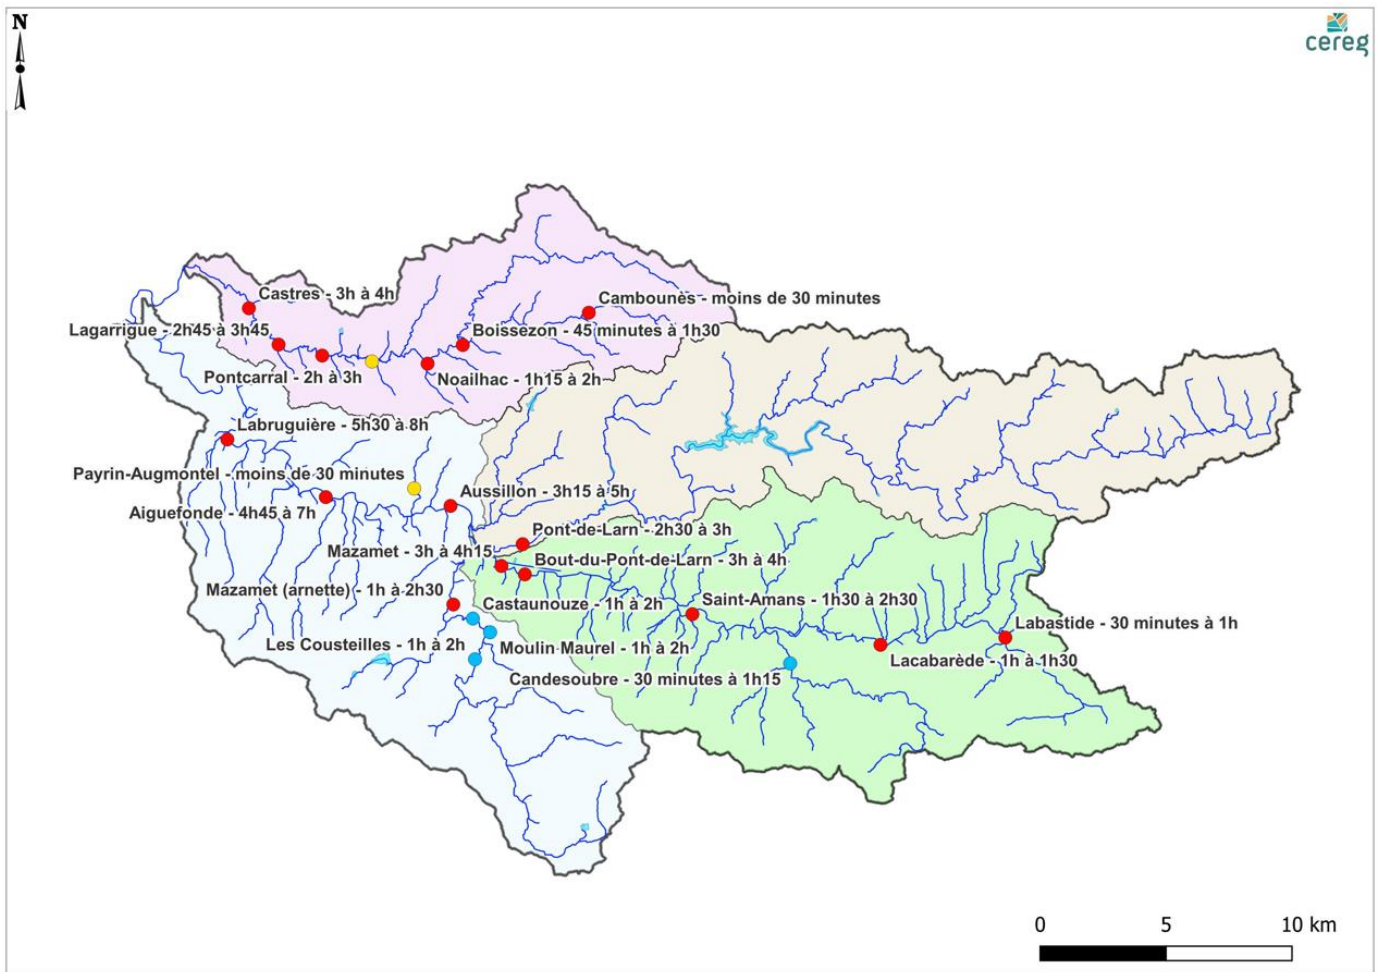 N
cereg
Castres - 3h à 4h
Cambounès - moins de 30 minutes
Lagarrigue - 2h45 à 3h45
Boissezon - 45 minutes à 1h30
Pontcarral - 2h à 3h
Noailhac - 1h15 à 2h
Labruguière - 5h30 à 8h
Payrin-Augmontel - moins de 30 minutes
Aussillon - 3h15 à 5h
Aiguefonde - 4h45 à 7h
Pont-de-Larn - 2h30 à 3h
Mazamet - 3h à 4h15
Bout-du-Pont-de-Larn - 3h à 4h
Mazamet (arnette) - 1h à 2h30
Castaunouze - 1h à 2h
Saint-Amans - 1h30 à 2h30
Labastide - 30 minutes à 1h
Les Cousteilles - 1h à 2h
Moulin Maurel - 1h à 2h
Lacabarède - 1h à 1h30
Candesoubre - 30 minutes à 1h15
0 5 10 km